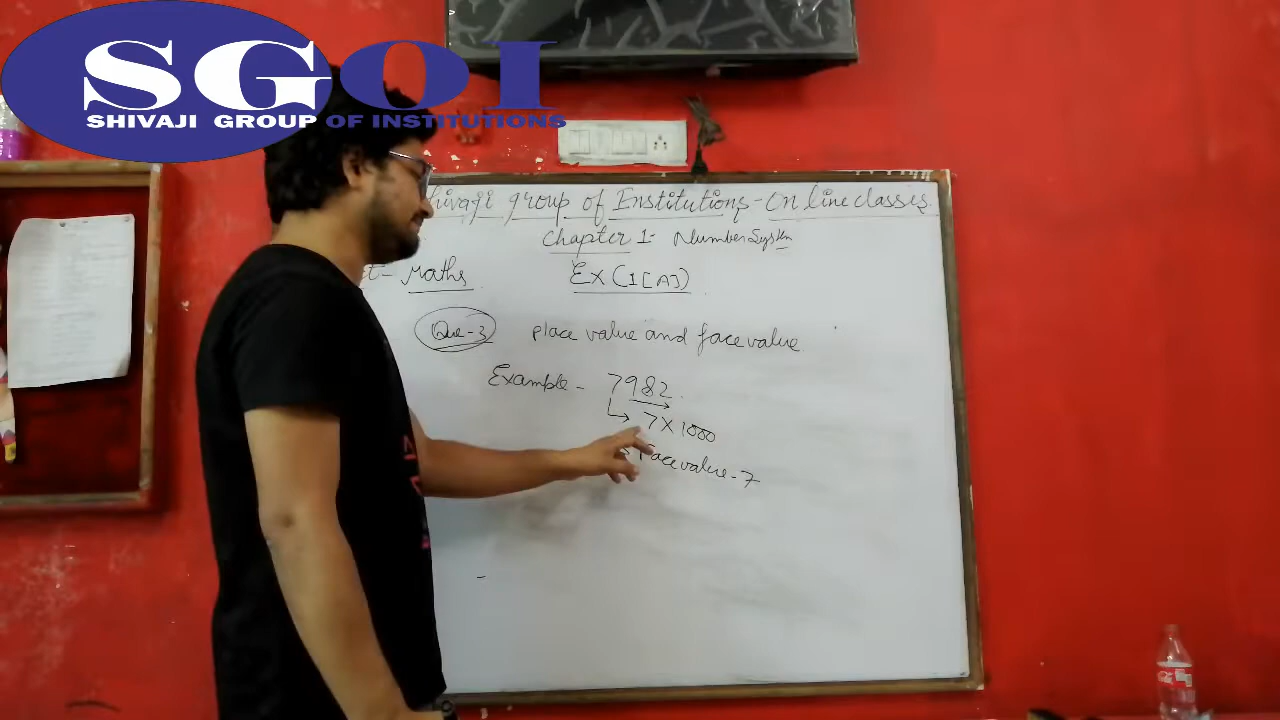 SGOI
SHIVAJI GROUP OF INSTITUTIONS
hivaji group of Institutions - Online classes.
Chapter 1:- Number System
t - Maths
Ex (1[A])
Que-3
place value and face value
Example - 7982.
7 X 1000
Face value - 7